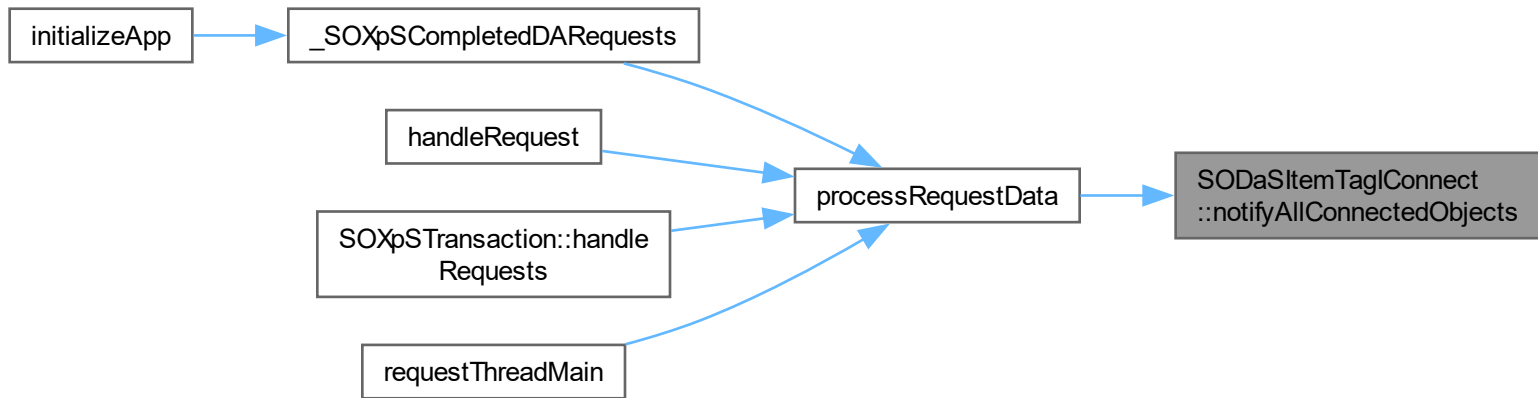 initializeApp
_SOXpSCompletedDARequests
handleRequest
SOXpSTransaction::handle
Requests
requestThreadMain
processRequestData
SODaSItemTagIConnect
::notifyAllConnectedObjects